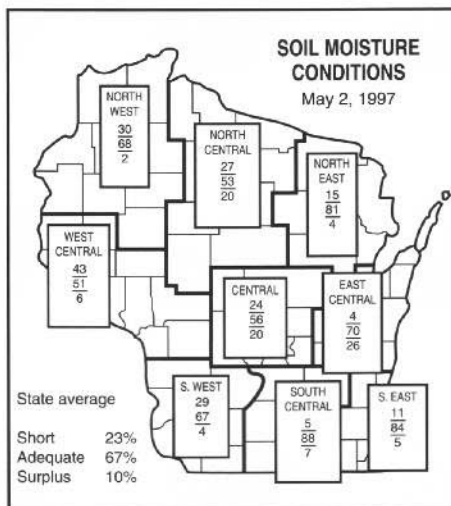 SOIL MOISTURE
CONDITIONS
May 2, 1997
NORTH
WEST
30
68
2
NORTH
CENTRAL
27
53
20
NORTH
EAST
15
81
4
WEST
CENTRAL
43
51
6
CENTRAL
24
56
20
EAST
CENTRAL
4
70
26
S. WEST
29
67
4
SOUTH
CENTRAL
5
88
7
S. EAST
11
84
5
State average
Short 23%
Adequate 67%
Surplus 10%